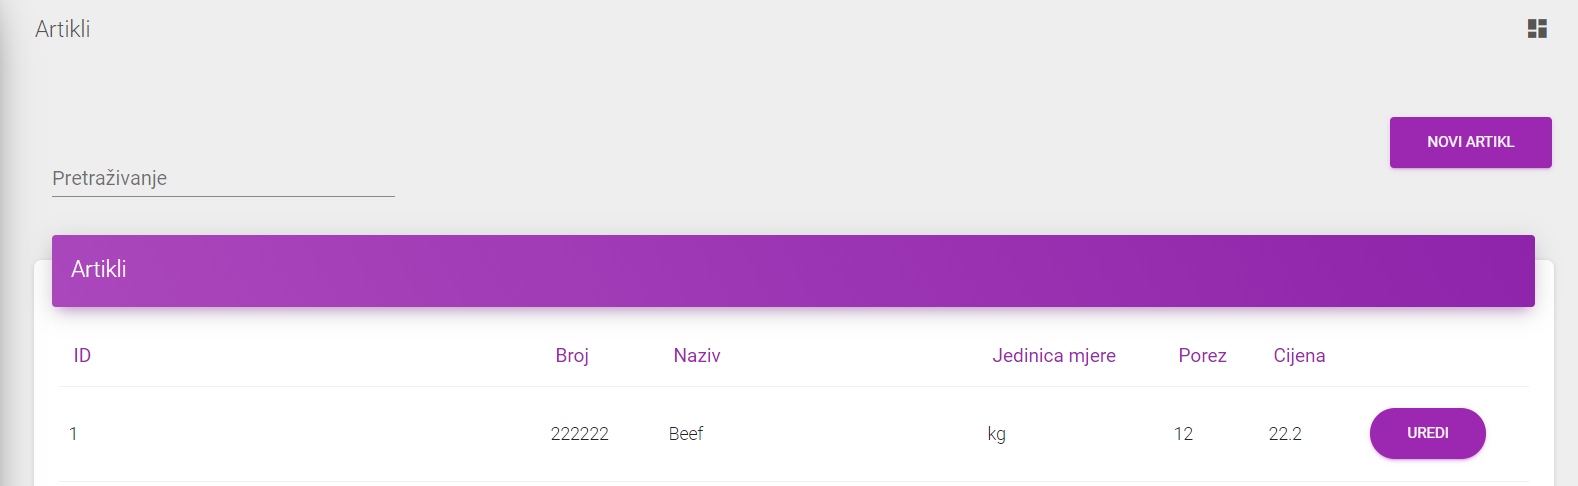 Artikli
NOVI ARTIKL
Pretraživanje
Artikli
ID Broj Naziv Jedinica mjere Porez Cijena
1 222222 Beef kg 12 22.2 UREDI